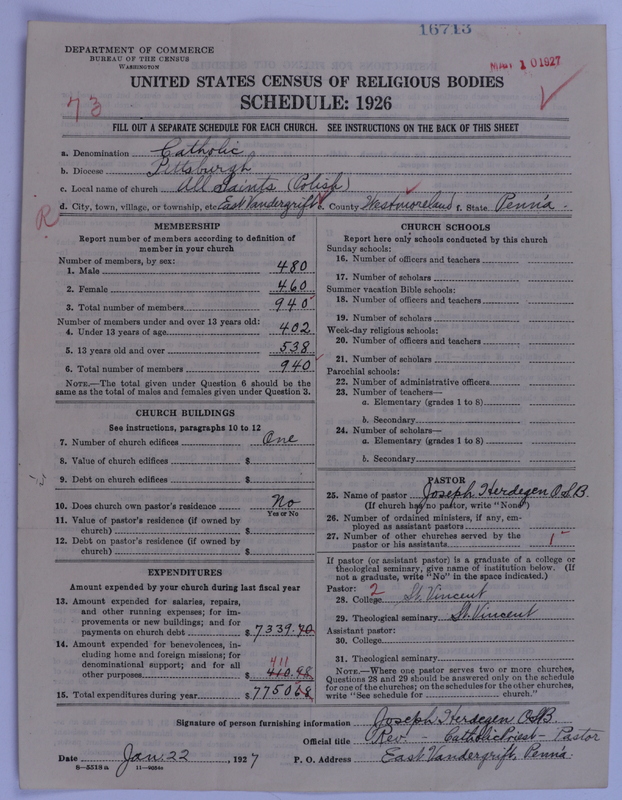 16713
DEPARTMENT OF COMMERCE
BUREAU OF THE CENSUS
WASHINGTON
MAR 10 1927
UNITED STATES CENSUS OF RELIGIOUS BODIES
SCHEDULE: 1926
73
FILL OUT A SEPARATE SCHEDULE FOR EACH CHURCH. SEE INSTRUCTIONS ON THE BACK OF THIS SHEET
a. Denomination Catholic
b. Diocese Pittsburgh
c. Local name of church All Saints (Polish)
d. City, town, village, or township, etc. East Vandergrift e. County Westmoreland f. State Penn'a.
R
MEMBERSHIP
Report number of members according to definition of
member in your church
Number of members, by sex:
1. Male 480
2. Female 460
3. Total number of members 940
Number of members under and over 13 years old:
4. Under 13 years of age 402
5. 13 years old and over 538
6. Total number of members 940
NOTE.—The total given under Question 6 should be the
same as the total of males and females given under Question 3.
CHURCH BUILDINGS
See instructions, paragraphs 10 to 12
7. Number of church edifices One
8. Value of church edifices $
9. Debt on church edifices $
10. Does church own pastor's residence No
Yes or No
11. Value of pastor's residence (if owned by
church) $
12. Debt on pastor's residence (if owned by
church) $
EXPENDITURES
Amount expended by your church during last fiscal year
13. Amount expended for salaries, repairs,
and other running expenses; for im-
provements or new buildings; and for
payments on church debt $ 7339.70
14. Amount expended for benevolences, in-
cluding home and foreign missions; for
denominational support; and for all
other purposes 411 $ 410.98
15. Total expenditures during year $ 7750 68
CHURCH SCHOOLS
Report here only schools conducted by this church
Sunday schools:
16. Number of officers and teachers
17. Number of scholars
Summer vacation Bible schools:
18. Number of officers and teachers
19. Number of scholars
Week-day religious schools:
20. Number of officers and teachers
21. Number of scholars
Parochial schools:
22. Number of administrative officers
23. Number of teachers—
a. Elementary (grades 1 to 8)
b. Secondary
24. Number of scholars—
a. Elementary (grades 1 to 8)
b. Secondary
PASTOR
25. Name of pastor Joseph Herdegen O.S.B.
(If church has no pastor, write "None")
26. Number of ordained ministers, if any, em-
ployed as assistant pastors
27. Number of other churches served by the
pastor or his assistants 1
If pastor (or assistant pastor) is a graduate of a college or
theological seminary, give name of institution below. (If
not a graduate, write "No" in the space indicated.)
Pastor: 2
28. College St. Vincent
29. Theological seminary St. Vincent
Assistant pastor:
30. College
31. Theological seminary
NOTE.—Where one pastor serves two or more churches,
Questions 28 and 29 should be answered only on the schedule
for one of the churches; on the schedules for the other churches,
write "See schedule for church."
Signature of person furnishing information Joseph Herdegen OSB
Official title Rev. - Catholic Priest - Pastor
Date Jan. 22, 1927 P. O. Address East Vandergrift, Penn'a.
8—5518a